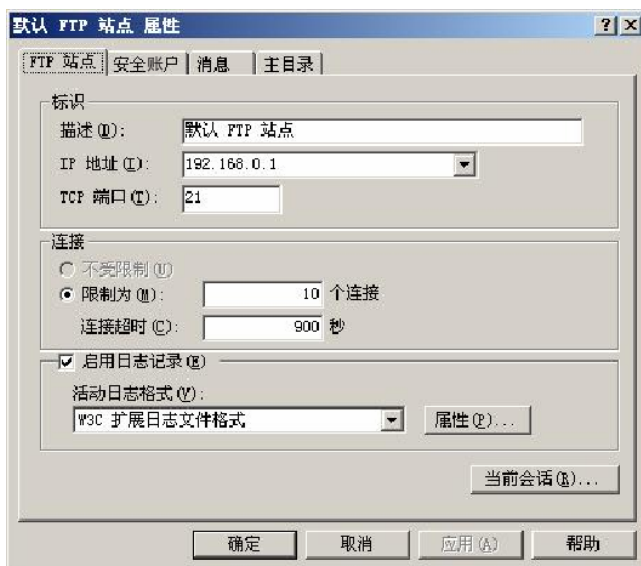 默认 FTP 站点 属性
FTP 站点 安全账户 消息 主目录
标识
描述(D): 默认 FTP 站点
IP 地址(I): 192.168.0.1
TCP 端口(T): 21
连接
不受限制(U)
限制为(M): 10 个连接
连接超时(C): 900 秒
启用日志记录(E)
活动日志格式(V):
W3C 扩展日志文件格式 属性(P)...
当前会话(R)...
确定 取消 应用(A) 帮助